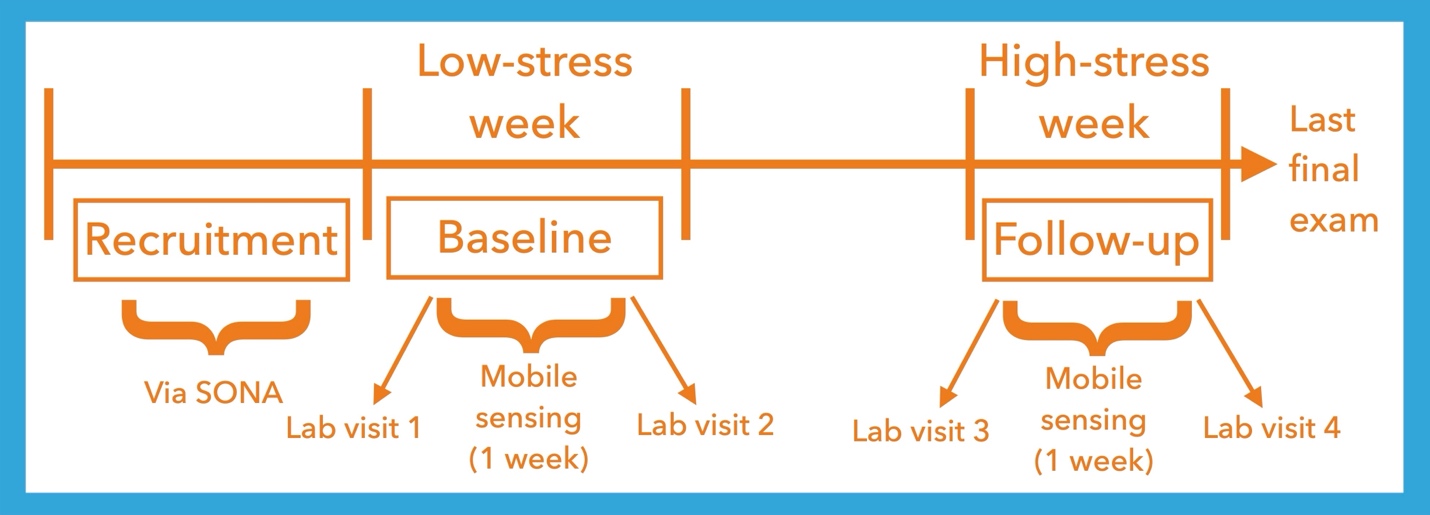 Low-stress
week
High-stress
week
Last
final
exam
Recruitment
Baseline
Follow-up
Via SONA
Lab visit 1
Mobile
sensing
(1 week)
Lab visit 2
Lab visit 3
Mobile
sensing
(1 week)
Lab visit 4